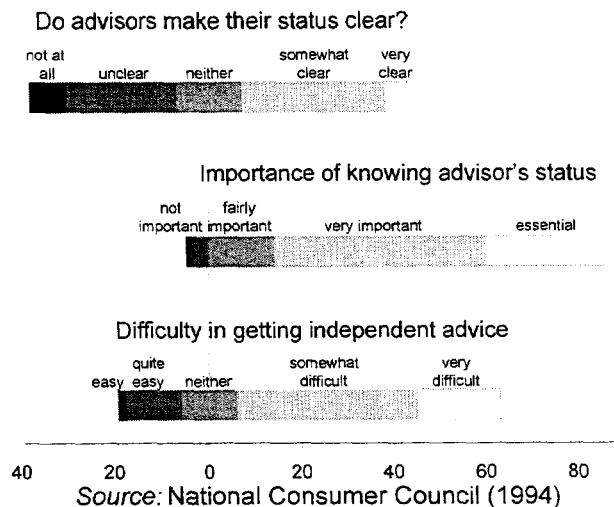 Do advisors make their status clear?
not at somewhat very
all unclear neither clear clear
Importance of knowing advisor's status
not fairly
important important very important essential
Difficulty in getting independent advice
quite somewhat very
easy easy neither difficult difficult
40 20 0 20 40 60 80
Source: National Consumer Council (1994)